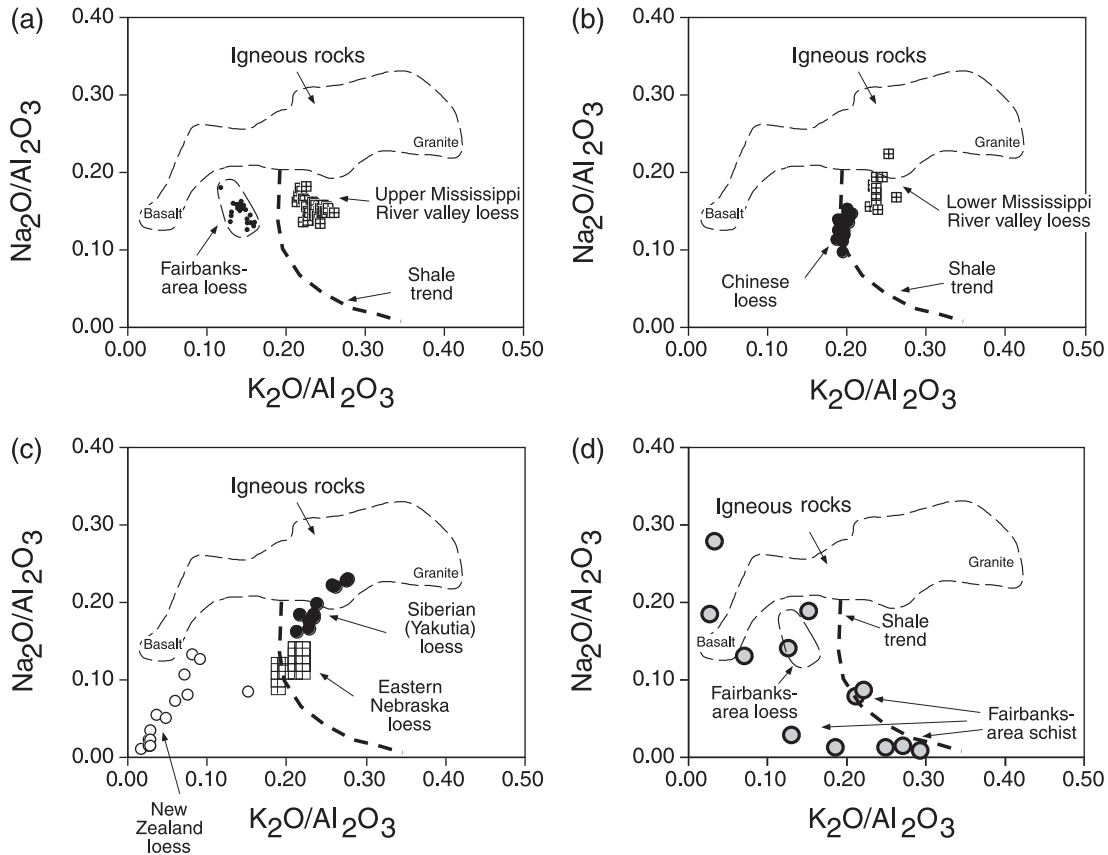 (a)
0.40
0.30
0.20
0.10
0.00
Na2O/Al2O3
Igneous rocks
Granite
Basalt
Upper Mississippi
River valley loess
Fairbanks-
area loess
Shale
trend
0.00 0.10 0.20 0.30 0.40 0.50
K2O/Al2O3
(b)
0.40
0.30
0.20
0.10
0.00
Na2O/Al2O3
Igneous rocks
Granite
Basalt
Lower Mississippi
River valley loess
Chinese
loess
Shale
trend
0.00 0.10 0.20 0.30 0.40 0.50
K2O/Al2O3
(c)
0.40
0.30
0.20
0.10
0.00
Na2O/Al2O3
Igneous rocks
Granite
Siberian
(Yakutia)
loess
Basalt
Eastern
Nebraska
loess
0.00 0.10 0.20 0.30 0.40 0.50
New
Zealand
loess
K2O/Al2O3
(d)
0.40
0.30
0.20
0.10
0.00
Na2O/Al2O3
Igneous rocks
Granite
Shale
trend
Basalt
Fairbanks-
area loess
Fairbanks-
area schist
0.00 0.10 0.20 0.30 0.40 0.50
K2O/Al2O3